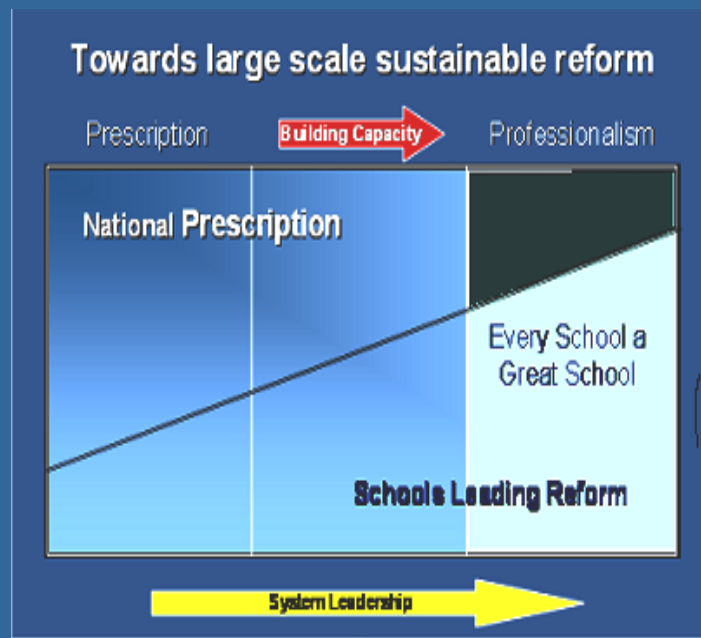 Towards large scale sustainable reform
Prescription
Building Capacity
Professionalism
National Prescription
Every School a
Great School
Schools Leading Reform
System Leadership